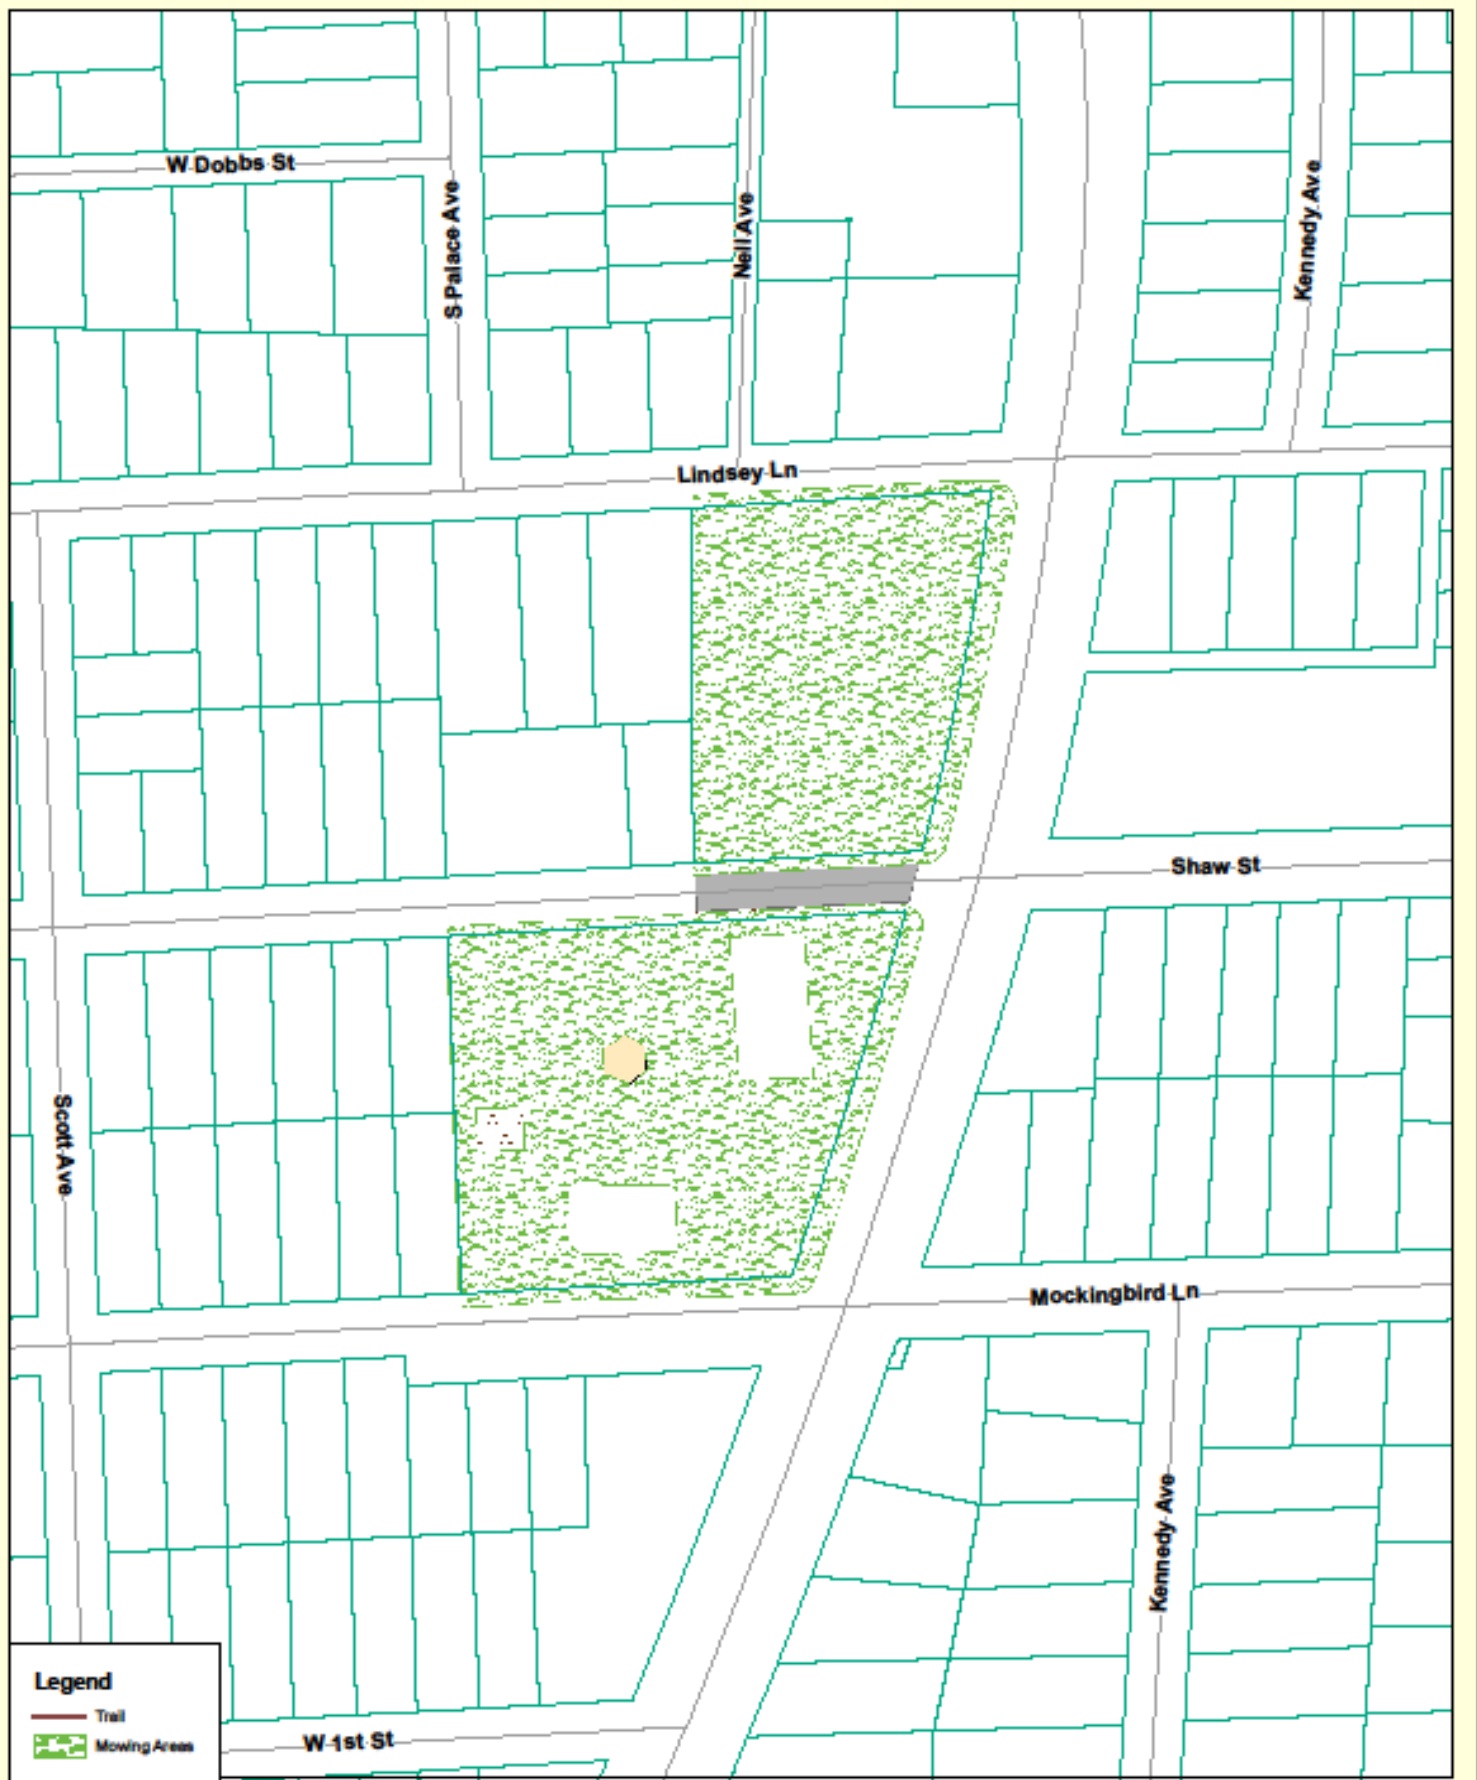 W Dobbs St
S Palace Ave
Neil Ave
Kennedy Ave
Lindsey Ln
Shaw St
Scott Ave
Mockingbird Ln
Kennedy Ave
W 1st St
Legend
Trail
Mowing Areas